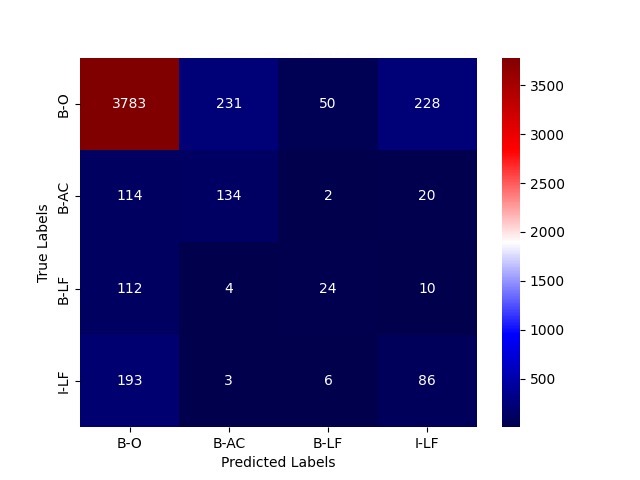 B-O 3783 231 50 228
B-AC 114 134 2 20
B-LF 112 4 24 10
I-LF 193 3 6 86
B-O B-AC B-LF I-LF
Predicted Labels
True Labels
3500
3000
2500
2000
1500
1000
500